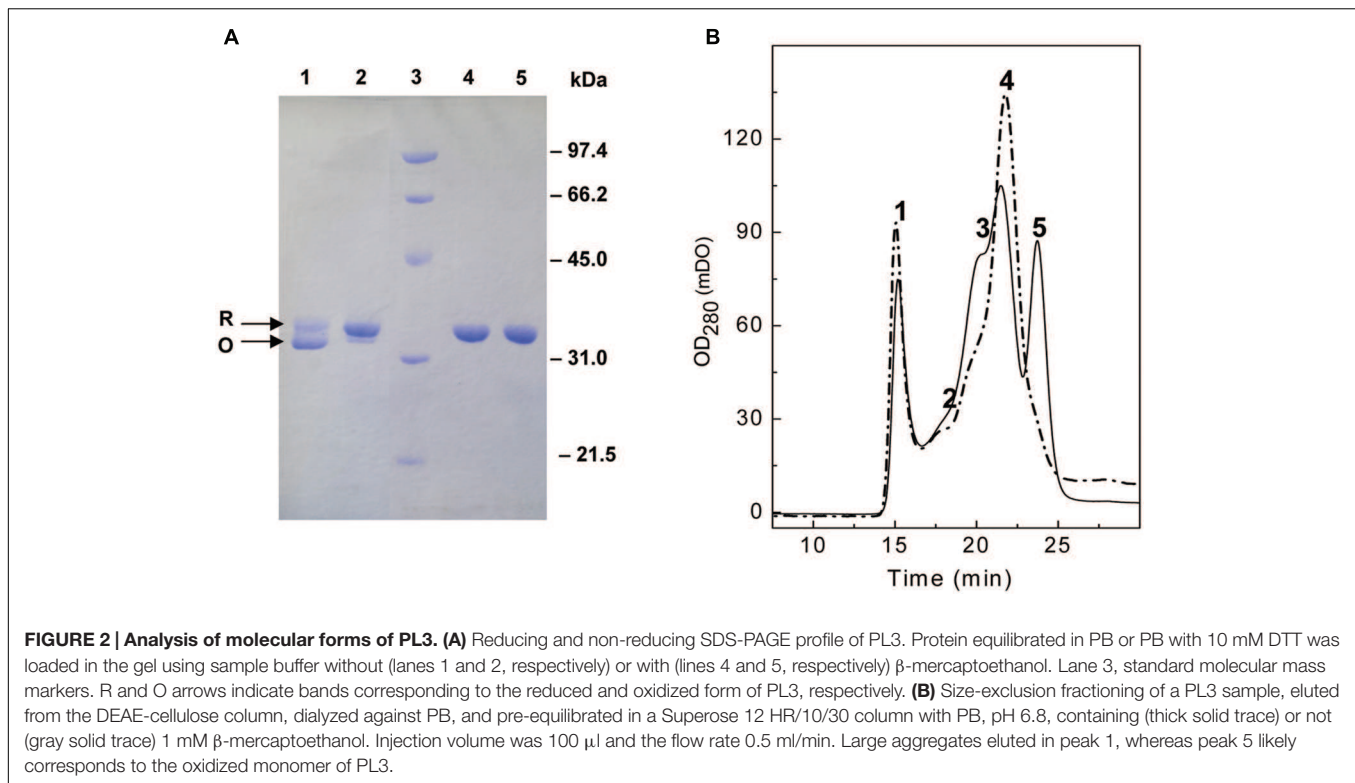 A
1 2 3 4 5 kDa
– 97.4
– 66.2
– 45.0
R
O
– 31.0
– 21.5
B
OD280 (mDO)
120
90
60
30
0
1
2
3
4
5
10 15 20 25
Time (min)
FIGURE 2 | Analysis of molecular forms of PL3. (A) Reducing and non-reducing SDS-PAGE profile of PL3. Protein equilibrated in PB or PB with 10 mM DTT was
loaded in the gel using sample buffer without (lanes 1 and 2, respectively) or with (lines 4 and 5, respectively) β-mercaptoethanol. Lane 3, standard molecular mass
markers. R and O arrows indicate bands corresponding to the reduced and oxidized form of PL3, respectively. (B) Size-exclusion fractioning of a PL3 sample, eluted
from the DEAE-cellulose column, dialyzed against PB, and pre-equilibrated in a Superose 12 HR/10/30 column with PB, pH 6.8, containing (thick solid trace) or not
(gray solid trace) 1 mM β-mercaptoethanol. Injection volume was 100 μl and the flow rate 0.5 ml/min. Large aggregates eluted in peak 1, whereas peak 5 likely
corresponds to the oxidized monomer of PL3.